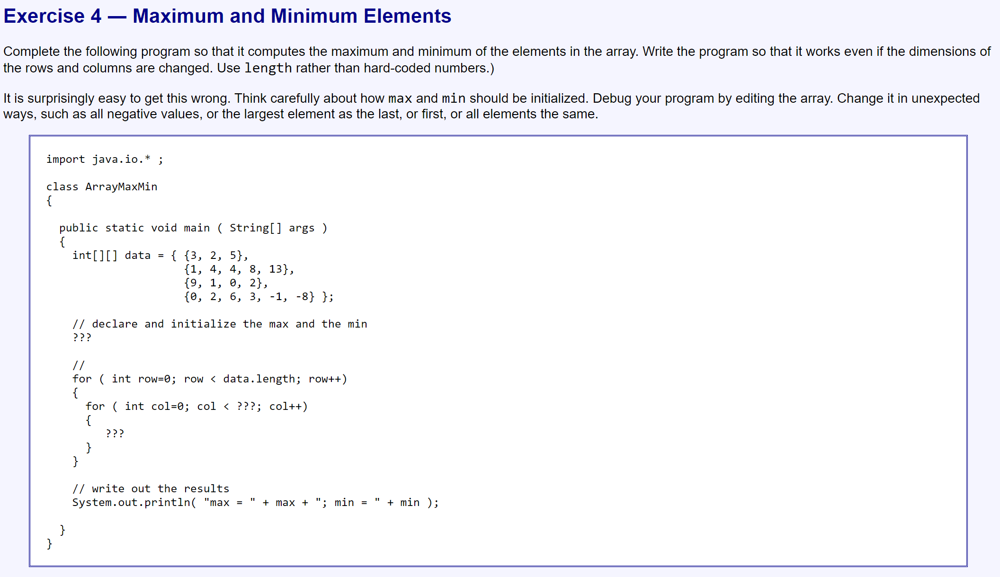 Exercise 4 — Maximum and Minimum Elements
Complete the following program so that it computes the maximum and minimum of the elements in the array. Write the program so that it works even if the dimensions of
the rows and columns are changed. Use length rather than hard-coded numbers.)
It is surprisingly easy to get this wrong. Think carefully about how max and min should be initialized. Debug your program by editing the array. Change it in unexpected
ways, such as all negative values, or the largest element as the last, or first, or all elements the same.
import java.io.* ;
class ArrayMaxMin
{
  public static void main ( String[] args )
  {
    int[][] data = { {3, 2, 5},
                     {1, 4, 4, 8, 13},
                     {9, 1, 0, 2},
                     {0, 2, 6, 3, -1, -8} };
    // declare and initialize the max and the min
    ???
    //
    for ( int row=0; row < data.length; row++)
    {
      for ( int col=0; col < ???; col++)
      {
         ???
      }
    }
    // write out the results
    System.out.println( "max = " + max + "; min = " + min );
  }
}